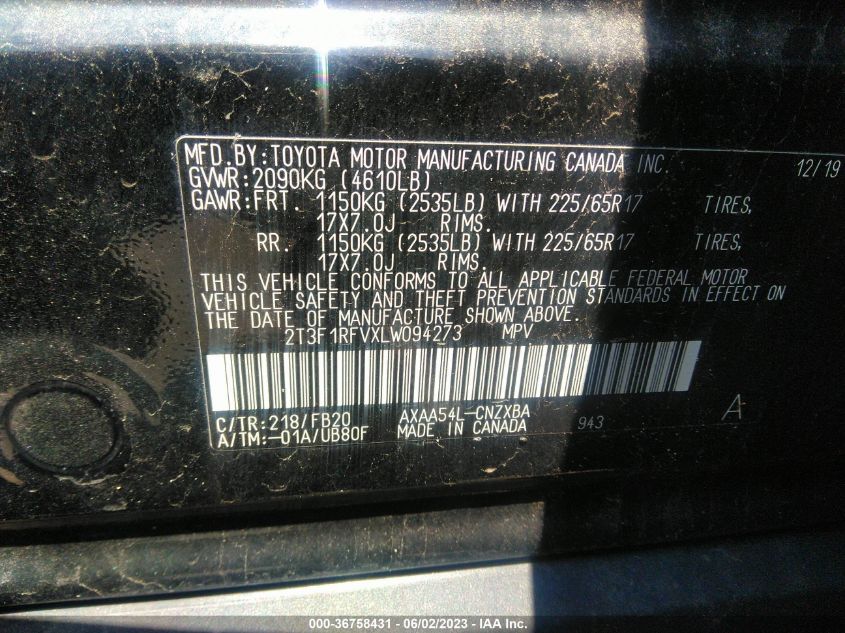 MFD.BY:TOYOTA MOTOR MANUFACTURING CANADA INC. 12/19
GVWR:2090KG (4610LB)
GAWR:FRT. 1150KG (2535LB) WITH 225/65R17 TIRES,
17X7.0J RIMS.
RR. 1150KG (2535LB) WITH 225/65R17 TIRES,
17X7.0J RIMS.
THIS VEHICLE CONFORMS TO ALL APPLICABLE FEDERAL MOTOR
VEHICLE SAFETY AND THEFT PREVENTION STANDARDS IN EFFECT ON
THE DATE OF MANUFACTURE SHOWN ABOVE.
2T3F1RFVXLW094273 MPV
C/TR:218/FB20 AXAA54L-CNZXBA 943 A
A/TM:-01A/UB80F MADE IN CANADA
000-36758431 - 06/02/2023 - IAA Inc.